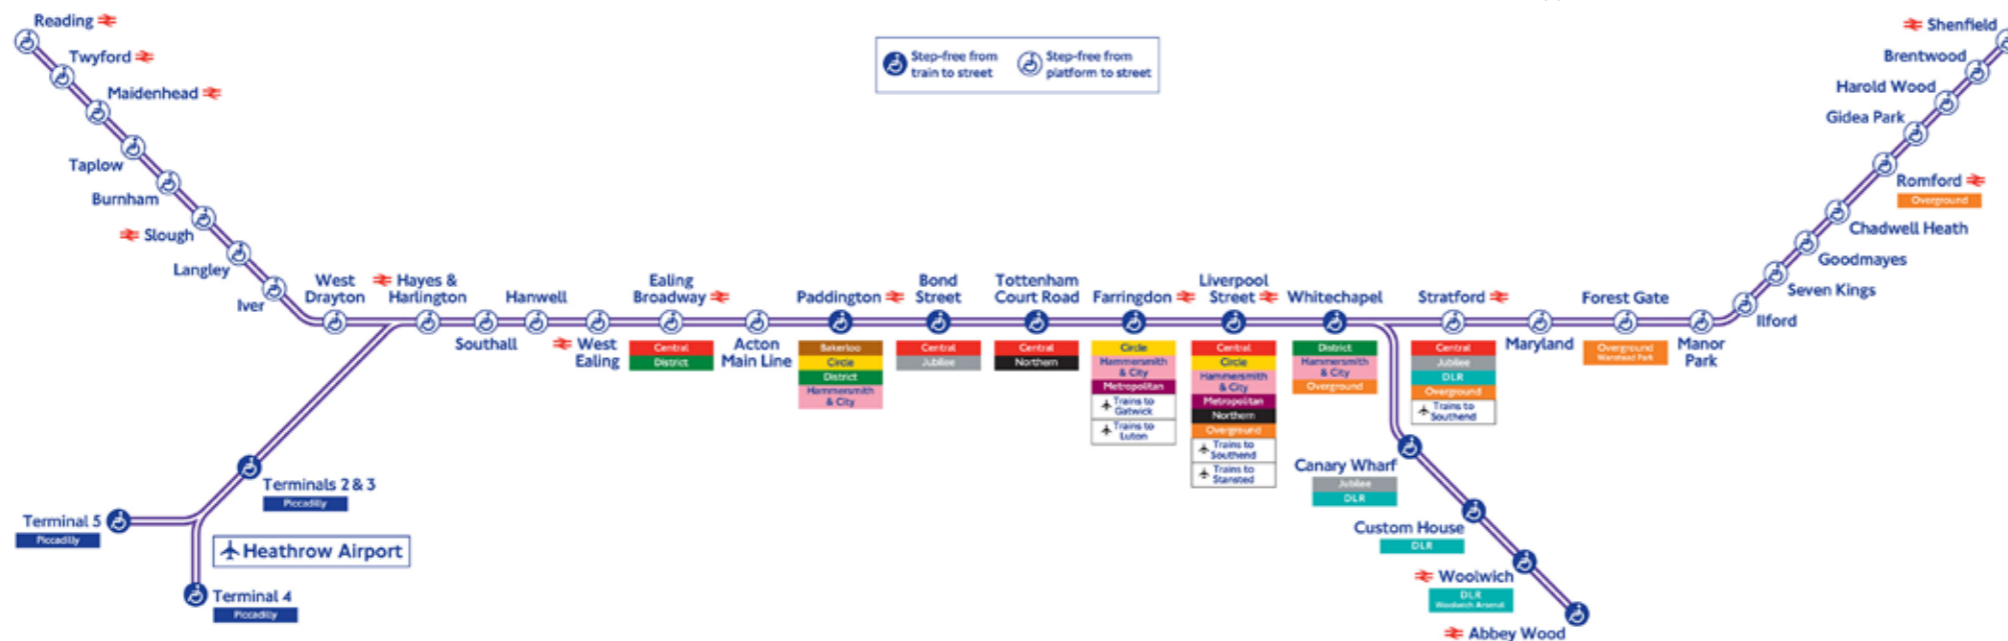 Reading
Twyford
Maidenhead
Taplow
Burnham
Slough
Langley
Iver
West
Drayton
Hayes &
Harlington
Southall
Hanwell
West
Ealing
Ealing
Broadway
Central
District
Acton
Main Line
Paddington
Bakerloo
Circle
District
Hammersmith
& City
Bond
Street
Central
Jubilee
Tottenham
Court Road
Central
Northern
Farringdon
Circle
Hammersmith
& City
Metropolitan
Trains to
Gatwick
Trains to
Luton
Liverpool
Street
Central
Circle
Hammersmith
& City
Metropolitan
Northern
Overground
Trains to
Southend
Trains to
Stansted
Whitechapel
District
Hammersmith
& City
Overground
Stratford
Central
Jubilee
DLR
Overground
Trains to
Southend
Maryland
Forest Gate
Overground
Wanstead Park
Manor
Park
Ilford
Seven Kings
Goodmayes
Chadwell Heath
Romford
Overground
Gidea Park
Harold Wood
Brentwood
Shenfield
Step-free from
train to street
Step-free from
platform to street
Terminals 2 & 3
Piccadilly
Terminal 5
Piccadilly
Heathrow Airport
Terminal 4
Piccadilly
Canary Wharf
Jubilee
DLR
Custom House
DLR
Woolwich
DLR
Woolwich Arsenal
Abbey Wood